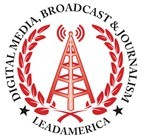 DIGITAL MEDIA, BROADCAST & JOURNALISM
LEADAMERICA